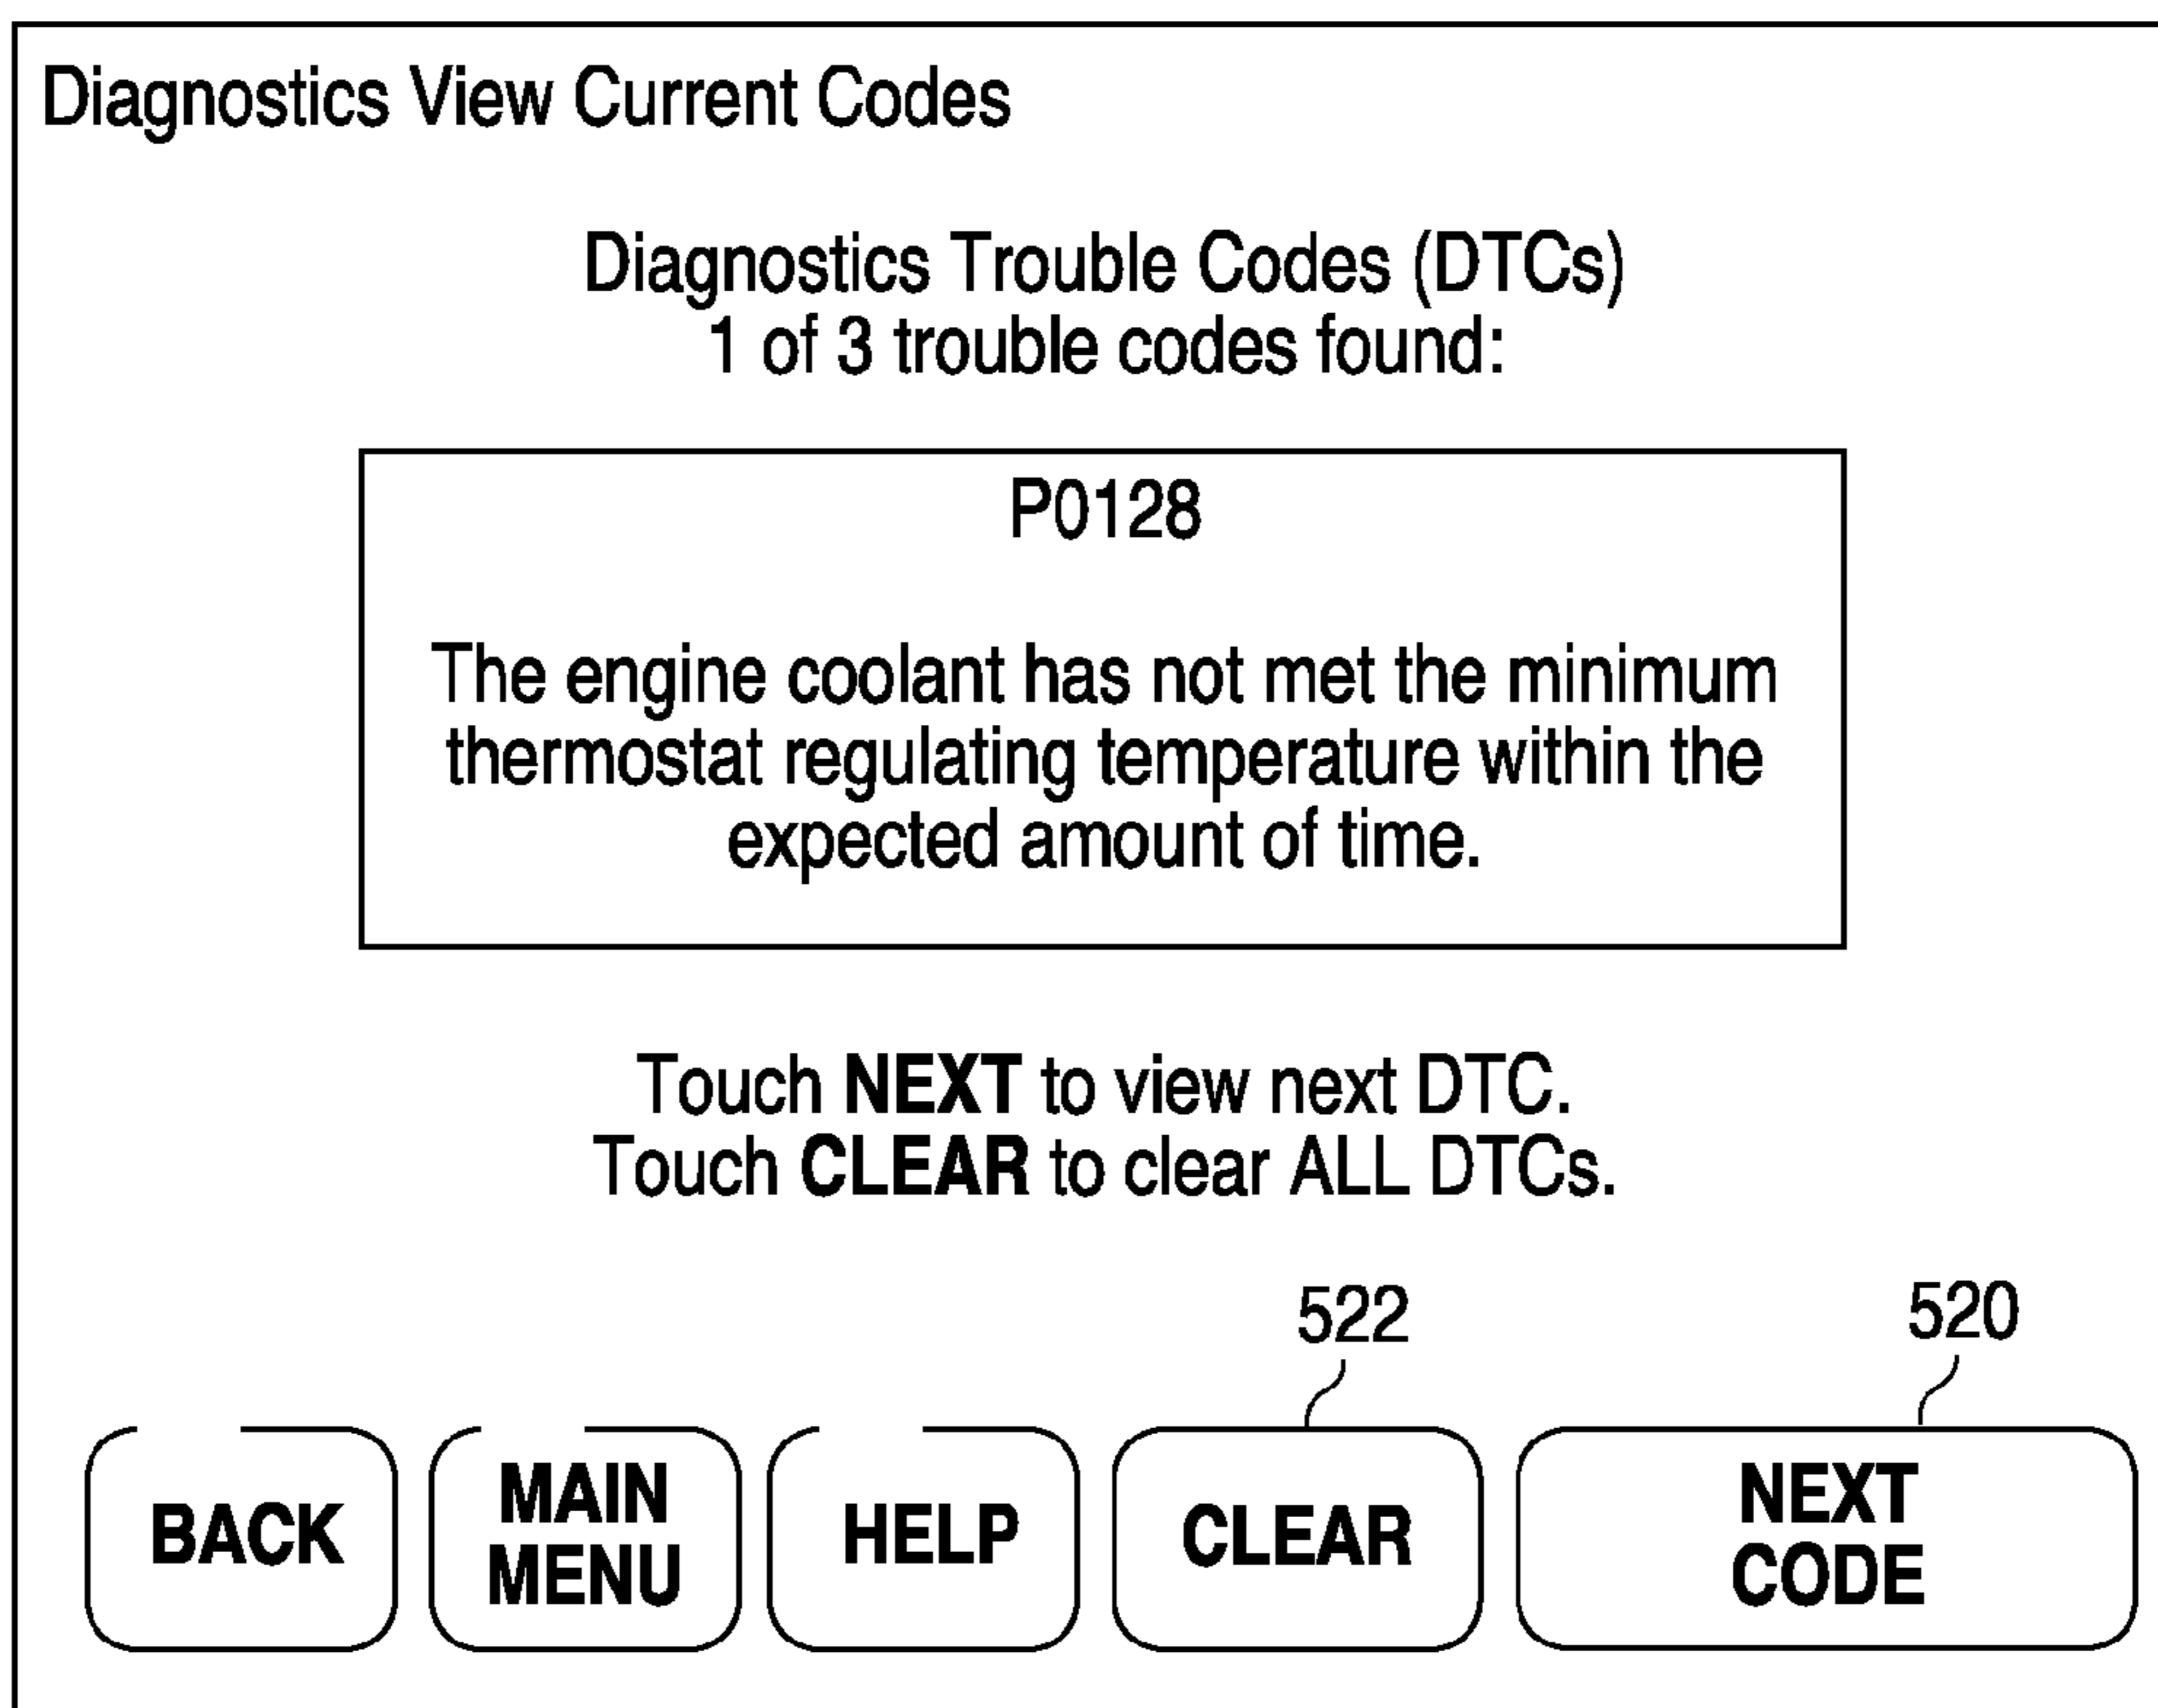 Diagnostics View Current Codes
Diagnostics Trouble Codes (DTCs)
1 of 3 trouble codes found:
P0128
The engine coolant has not met the minimum
thermostat regulating temperature within the
expected amount of time.
Touch NEXT to view next DTC.
Touch CLEAR to clear ALL DTCs.
522
520
BACK
MAIN
MENU
HELP
CLEAR
NEXT
CODE